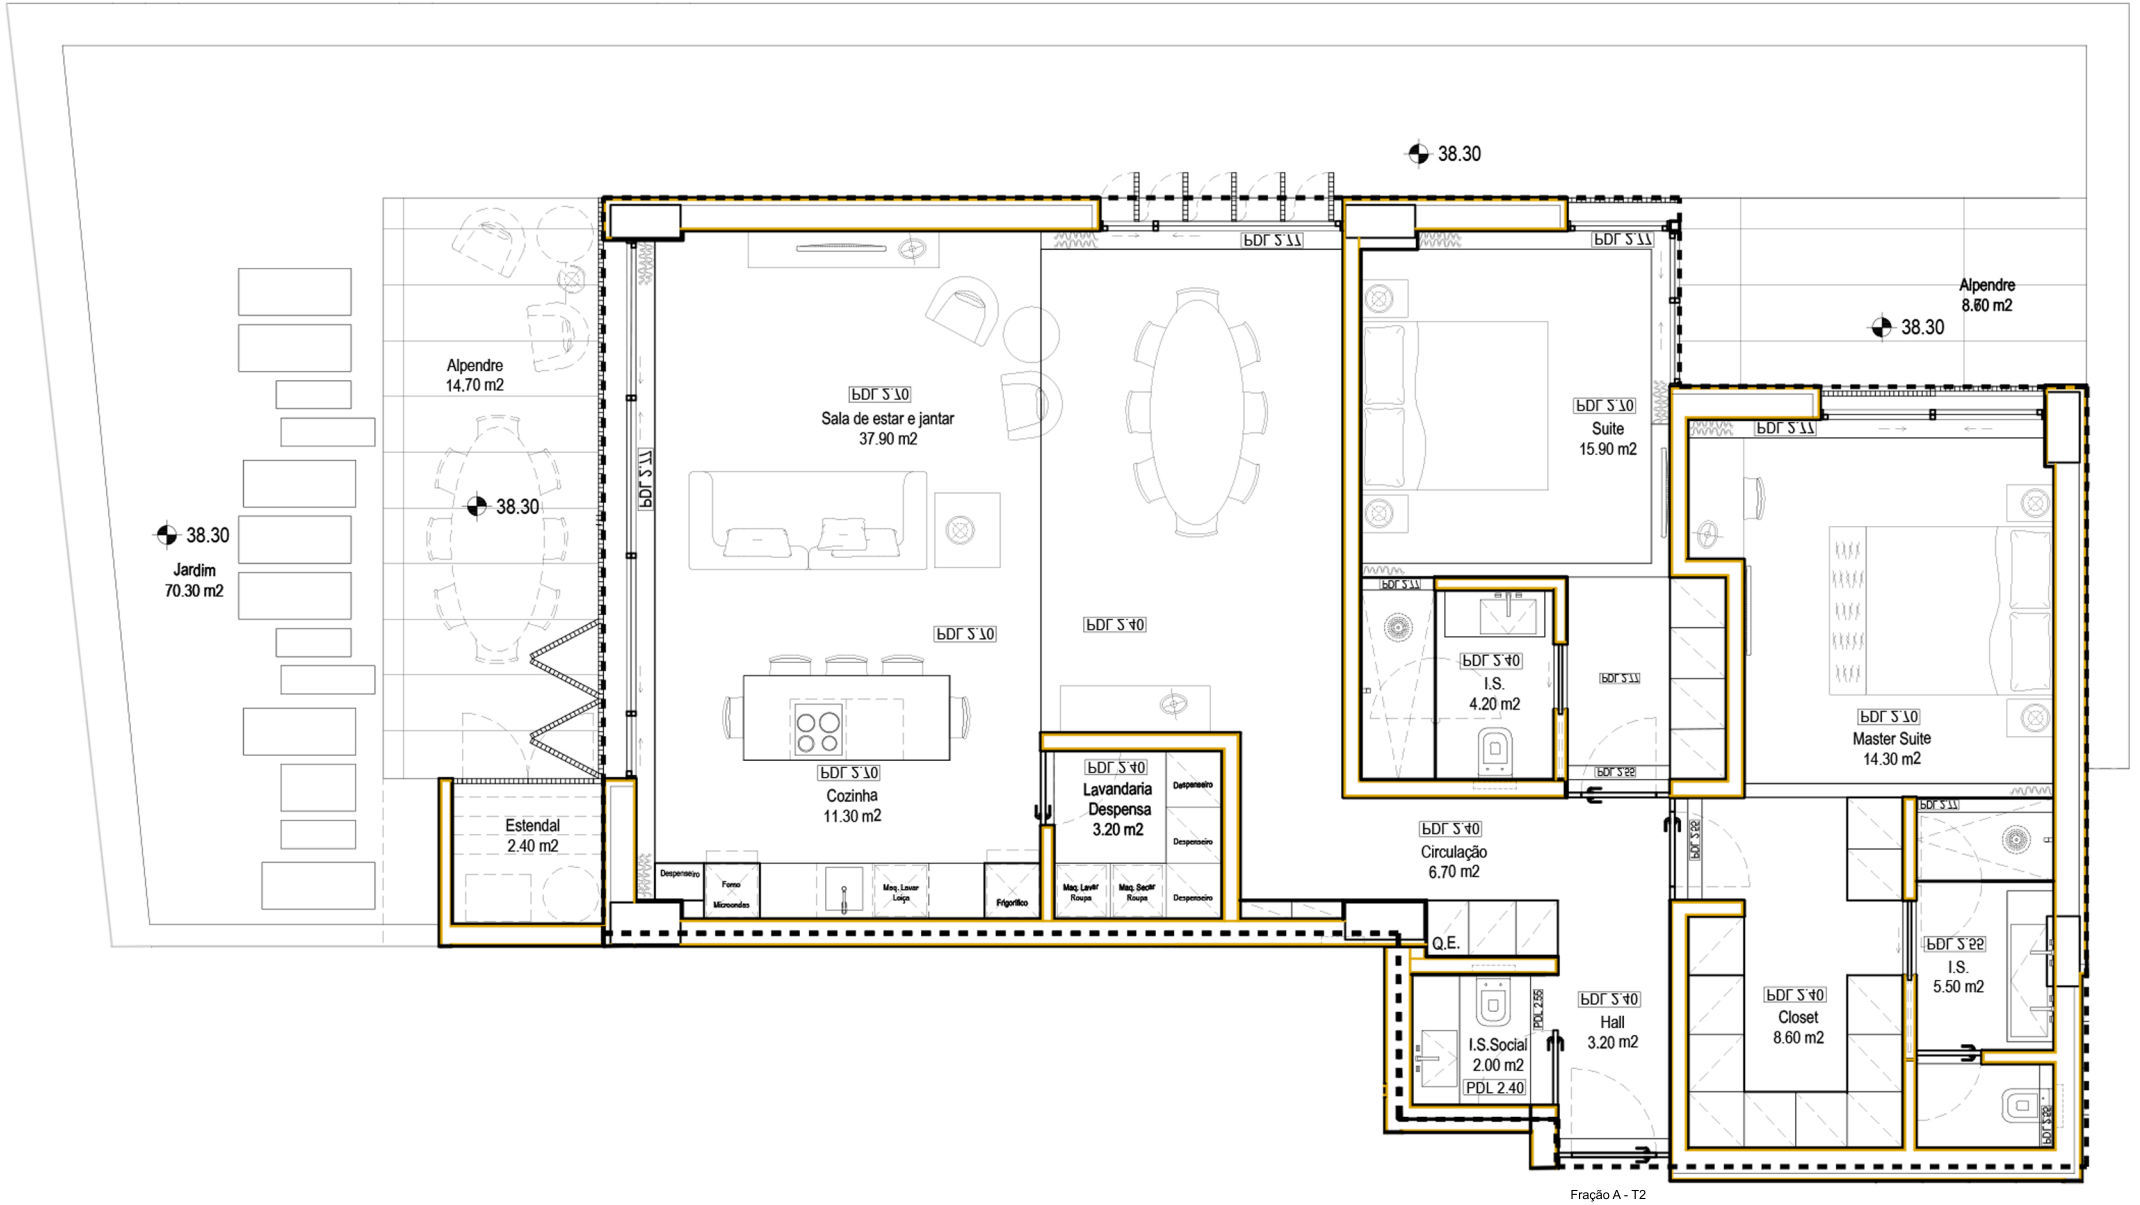 38.30
PDL 2.77
PDL 2.77
Alpendre
8.60 m2
38.30
Alpendre
14.70 m2
PDL 2.70
Sala de estar e jantar
37.90 m2
PDL 2.70
Suite
15.90 m2
PDL 2.77
PDL 2.77
38.30
38.30
Jardim
70.30 m2
PDL 2.77
PDL 2.70
PDL 2.40
PDL 2.40
I.S.
4.20 m2
PDL 2.77
PDL 2.70
Master Suite
14.30 m2
PDL 2.70
Cozinha
11.30 m2
PDL 2.40
Lavandaria
Despensa
3.20 m2
Despenseiro
Despenseiro
Despenseiro
PDL 2.55
PDL 2.77
Estendal
2.40 m2
PDL 2.40
Circulação
6.70 m2
PDL 2.55
Despenseiro
Forno
Microondas
Maq. Lavar
Loiça
Frigorífico
Maq. Lavar
Roupa
Maq. Secar
Roupa
Q.E.
PDL 2.55
I.S.
5.50 m2
PDL 2.55
PDL 2.40
Hall
3.20 m2
PDL 2.40
Closet
8.60 m2
I.S.Social
2.00 m2
PDL 2.40
PDL 2.55
Fração A - T2